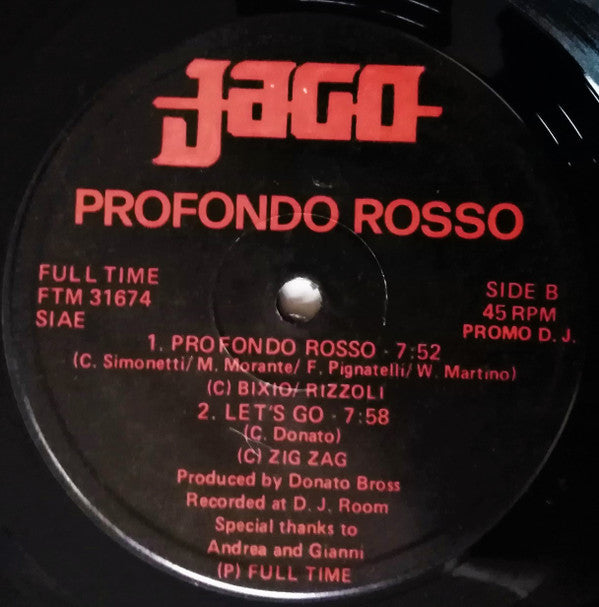 JAGO
PROFONDO ROSSO
FULL TIME
FTM 31674
SIAE
SIDE B
45 RPM
PROMO D. J.
1. PROFONDO ROSSO - 7:52
(C. Simonetti/ M. Morante/ F. Pignatelli/ W. Martino)
(C) BIXIO/ RIZZOLI
2. LET'S GO - 7:58
(C. Donato)
(C) ZIG ZAG
Produced by Donato Bross
Recorded at D. J. Room
Special thanks to
Andrea and Gianni
(P) FULL TIME